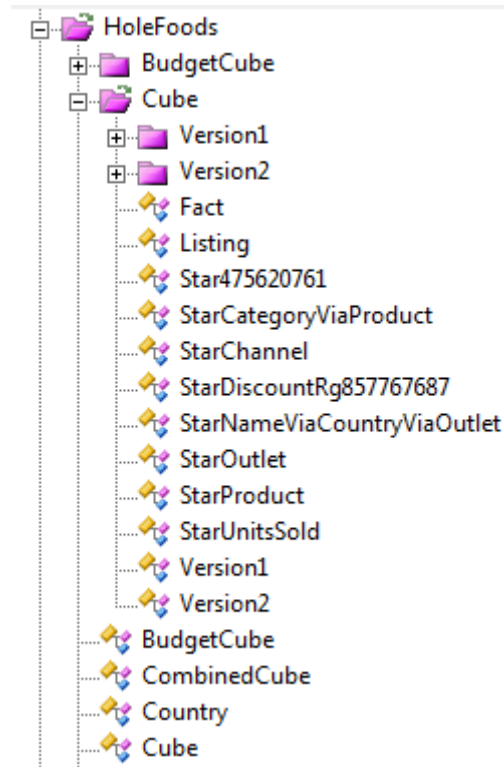 HoleFoods
BudgetCube
Cube
Version1
Version2
Fact
Listing
Star475620761
StarCategoryViaProduct
StarChannel
StarDiscountRg857767687
StarNameViaCountryViaOutlet
StarOutlet
StarProduct
StarUnitsSold
Version1
Version2
BudgetCube
CombinedCube
Country
Cube